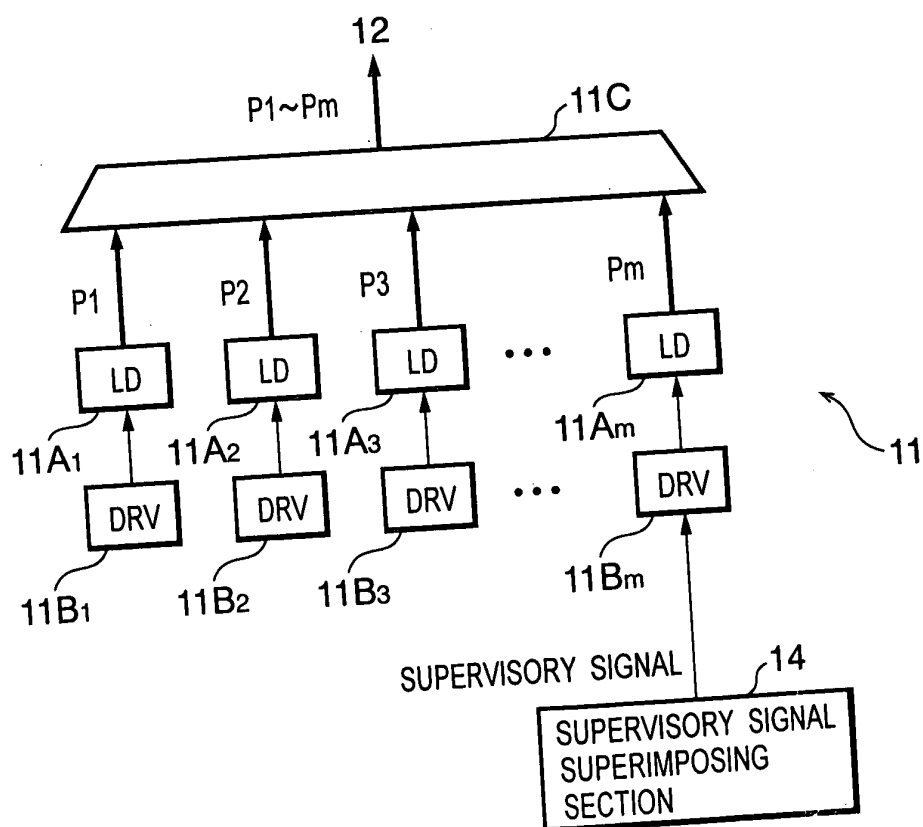 12
P1~Pm
11C
P1
P2
P3
Pm
LD
LD
LD
•••
LD
11A1
11A2
11A3
11Am
11
DRV
DRV
DRV
•••
DRV
11B1
11B2
11B3
11Bm
SUPERVISORY SIGNAL
14
SUPERVISORY SIGNAL
SUPERIMPOSING
SECTION